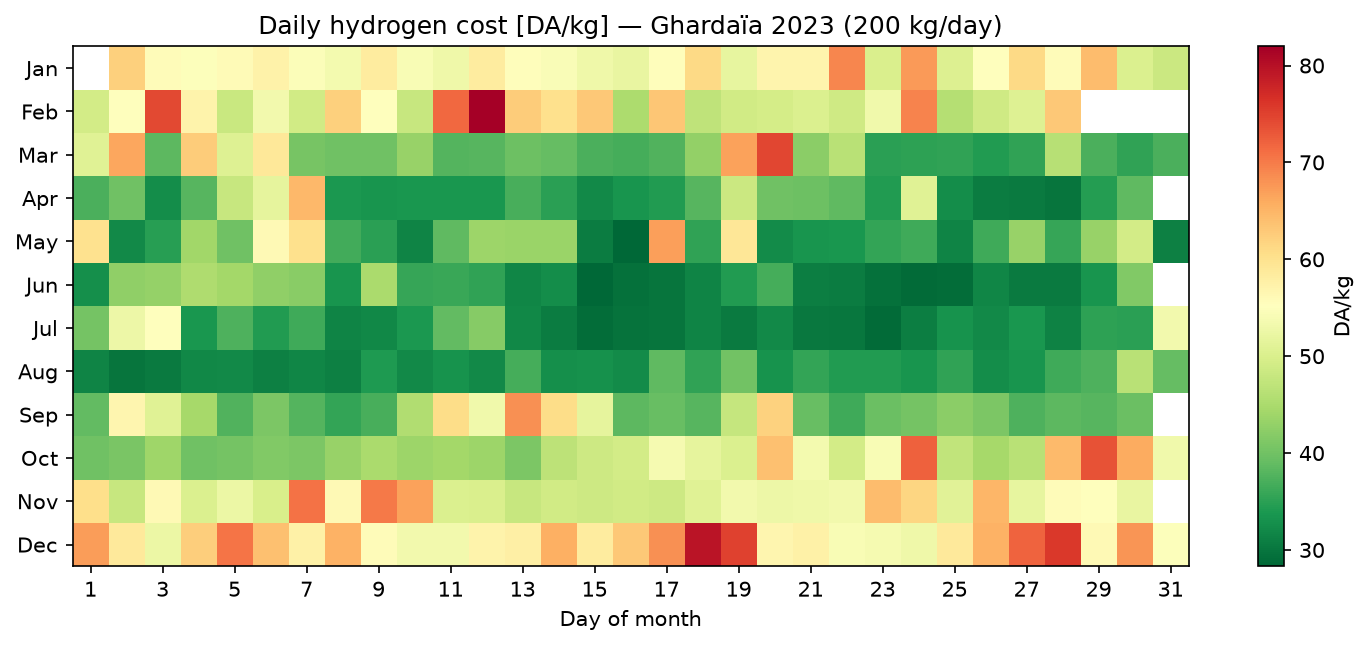 Daily hydrogen cost [DA/kg] — Ghardaïa 2023 (200 kg/day)
Jan
Feb
Mar
Apr
May
Jun
Jul
Aug
Sep
Oct
Nov
Dec
1 3 5 7 9 11 13 15 17 19 21 23 25 27 29 31
Day of month
80
70
60
50
40
30
DA/kg